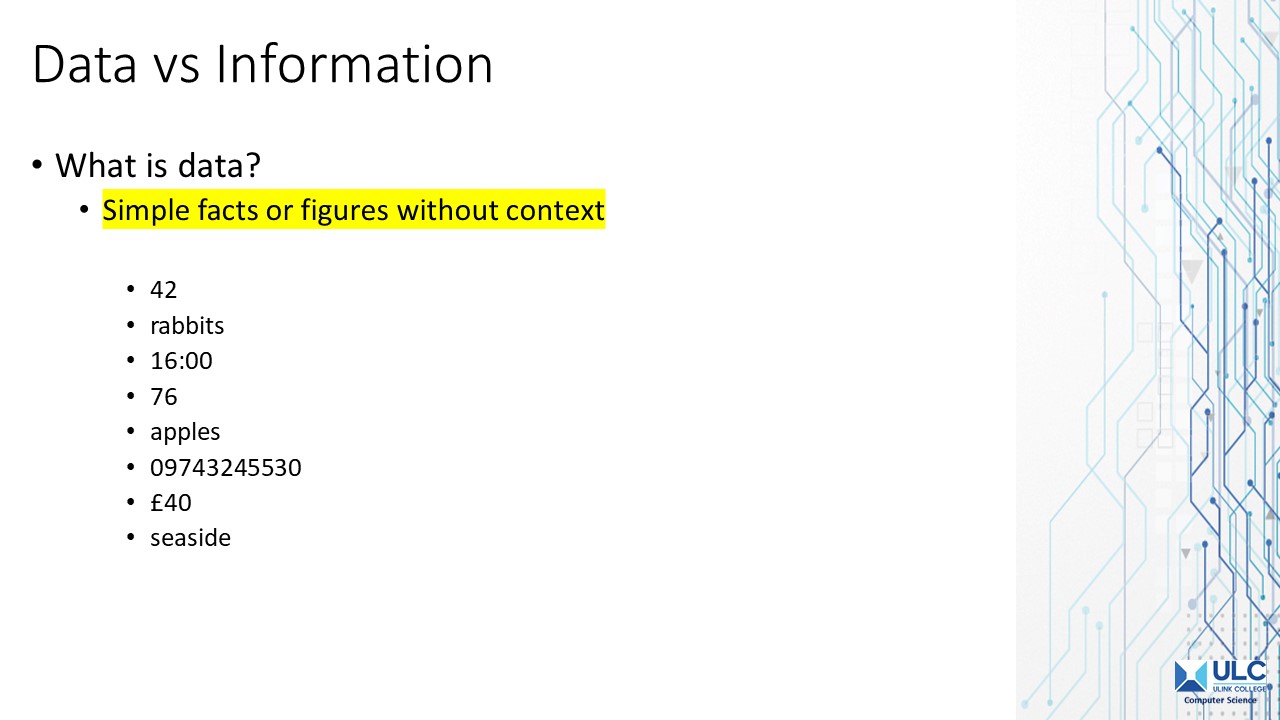 Data vs Information
• What is data?
• Simple facts or figures without context
• 42
• rabbits
• 16:00
• 76
• apples
• 09743245530
• £40
• seaside
ULC
ULINK COLLEGE
Computer Science